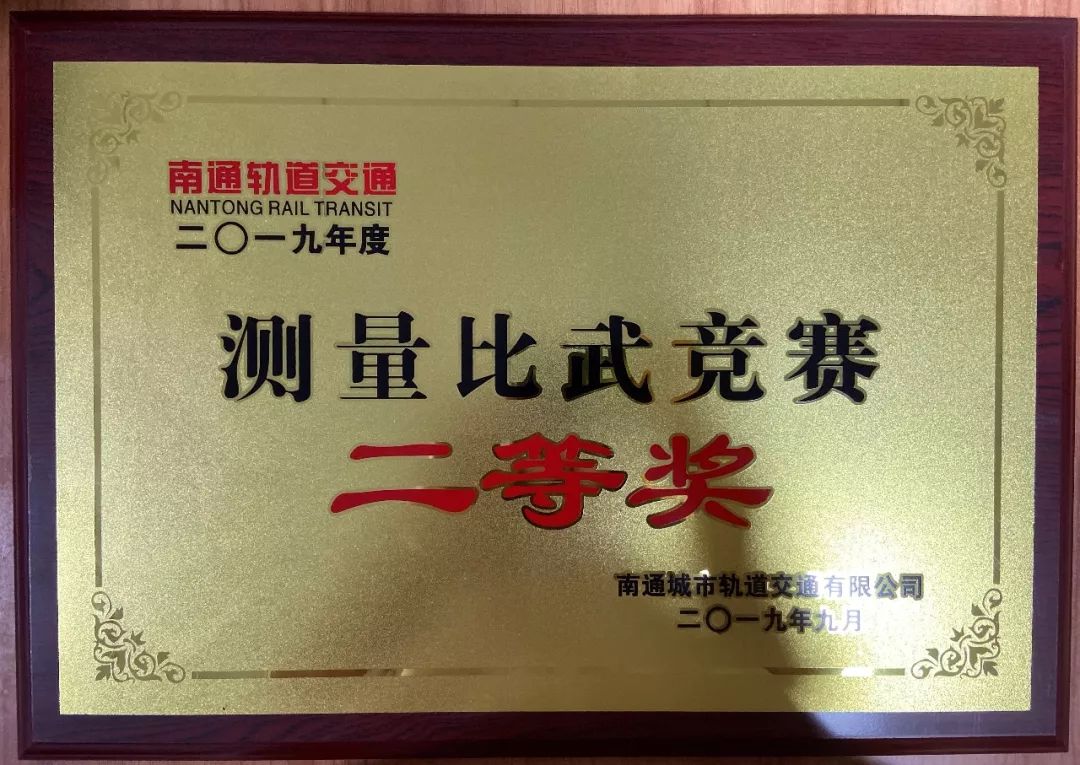 南通轨道交通
NANTONG RAIL TRANSIT
二〇一九年度
测量比武竞赛
二等奖
南通城市轨道交通有限公司
二〇一九年九月